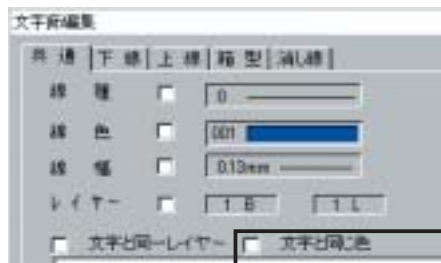 文字飾編集
共通 下線 上線 箱型 消し線
線種 0
線色 001
線幅 0.13mm
レイヤー 1 B 1 L
文字と同一レイヤー 文字と同じ色